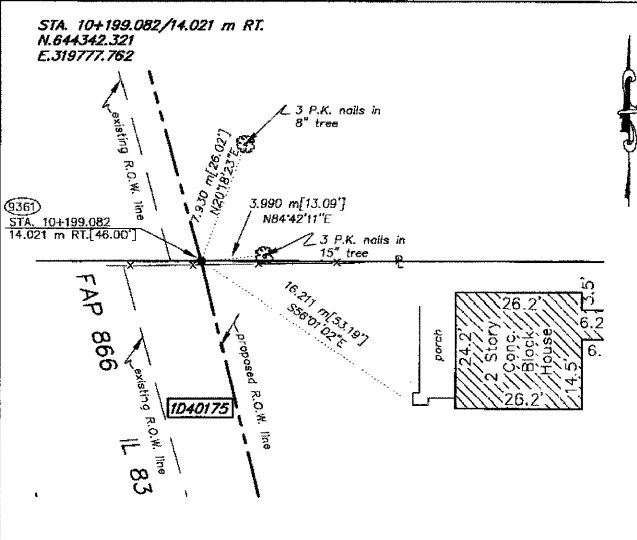 STA. 10+199.082/14.021 m RT.
N.644342.321
E.319777.762
existing R.O.W. line
3 P.K. nails in
8" tree
7.930 m[26.02']
N20°18'23"E
3.990 m[13.09']
N84°42'11"E
9361
STA. 10+199.082
14.021 m RT.[46.00']
3 P.K. nails in
15" tree
16.211 m[53.19']
S56°01'02"E
FAP 866
IL 83
existing R.O.W. line
proposed R.O.W. line
1D40175
porch
26.2'
24.2'
2 Story
Conc.
Block
House
14.5'
26.2'
3.5'
6.2
6.